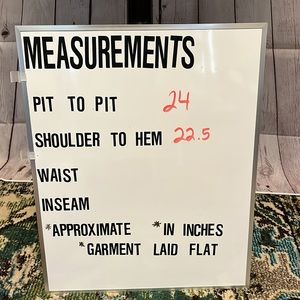 MEASUREMENTS
PIT TO PIT 24
SHOULDER TO HEM 22.5
WAIST
INSEAM
*APPROXIMATE *IN INCHES
*GARMENT LAID FLAT